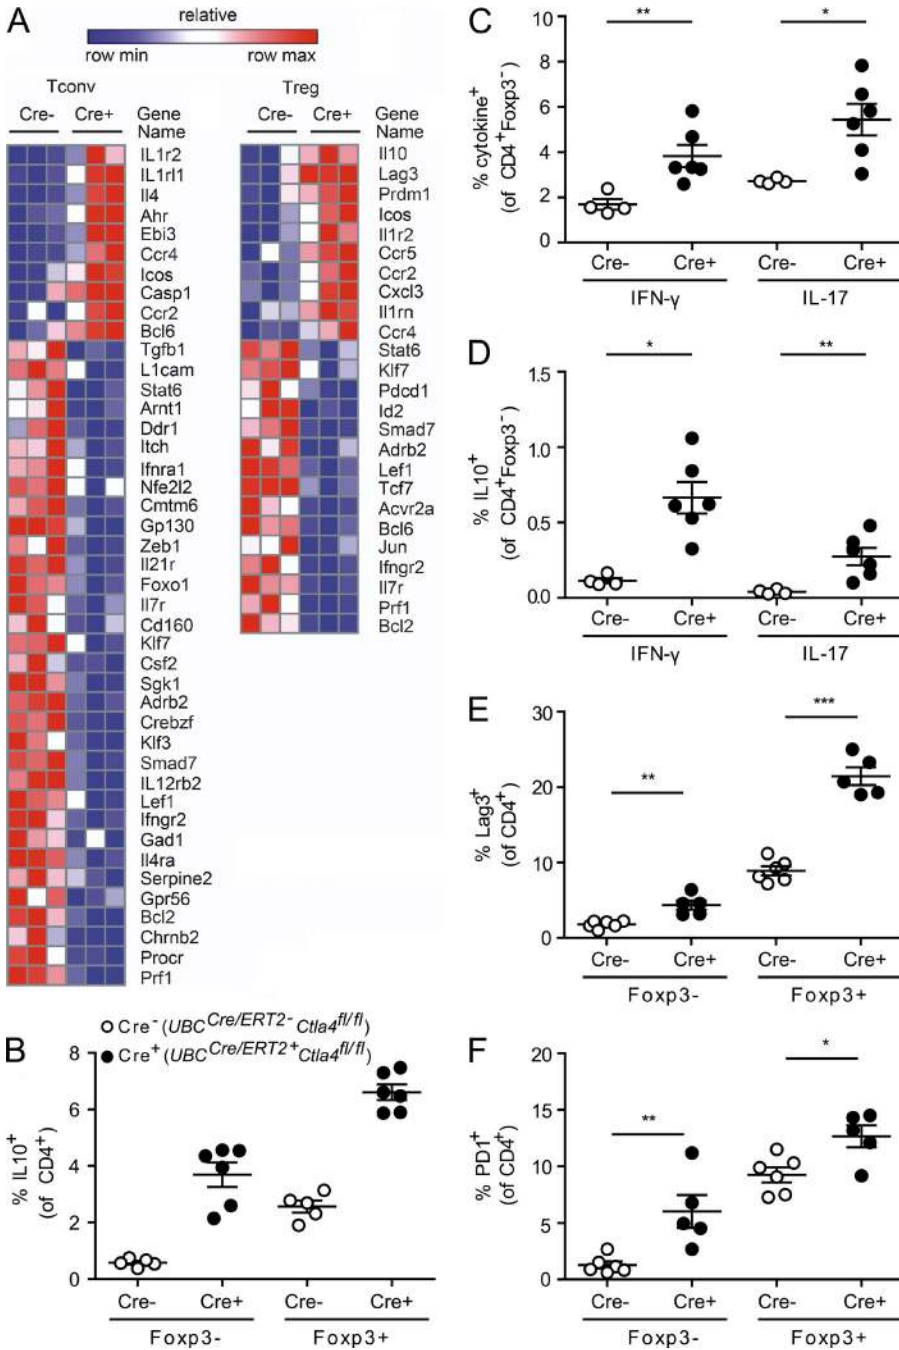 A
relative
row min row max
Tconv
Cre- Cre+ Gene Name
IL1r2
IL1rl1
Il4
Ahr
Ebi3
Ccr4
Icos
Casp1
Ccr2
Bcl6
Tgfb1
L1cam
Stat6
Arnt1
Ddr1
Itch
Ifnra1
Nfe2l2
Cmtm6
Gp130
Zeb1
Il21r
Foxo1
Il7r
Cd160
Klf7
Csf2
Sgk1
Adrb2
Crebzf
Klf3
Smad7
IL12rb2
Lef1
Ifngr2
Gad1
Il4ra
Serpine2
Gpr56
Bcl2
Chrnb2
Procr
Prf1
Treg
Cre- Cre+ Gene Name
Il10
Lag3
Prdm1
Icos
Il1r2
Ccr5
Ccr2
Cxcl3
Il1rn
Ccr4
Stat6
Klf7
Pdcd1
Id2
Smad7
Adrb2
Lef1
Tcf7
Acvr2a
Bcl6
Jun
Ifngr2
Il7r
Prf1
Bcl2
B
Cre⁻ (UBC^Cre/ERT2- Ctla4^fl/fl)
Cre⁺ (UBC^Cre/ERT2+ Ctla4^fl/fl)
% IL10⁺
(of CD4⁺)
8
6
4
2
0
Cre- Cre+ Cre- Cre+
Foxp3- Foxp3+
C
% cytokine⁺
(of CD4⁺Foxp3⁻)
10
8
6
4
2
0
** *
Cre- Cre+ Cre- Cre+
IFN-γ IL-17
D
% IL10⁺
(of CD4⁺Foxp3⁻)
1.5
1.0
0.5
0.0
* **
Cre- Cre+ Cre- Cre+
IFN-γ IL-17
E
% Lag3⁺
(of CD4⁺)
30
20
10
0
** ***
Cre- Cre+ Cre- Cre+
Foxp3- Foxp3+
F
% PD1⁺
(of CD4⁺)
20
15
10
5
0
** *
Cre- Cre+ Cre- Cre+
Foxp3- Foxp3+